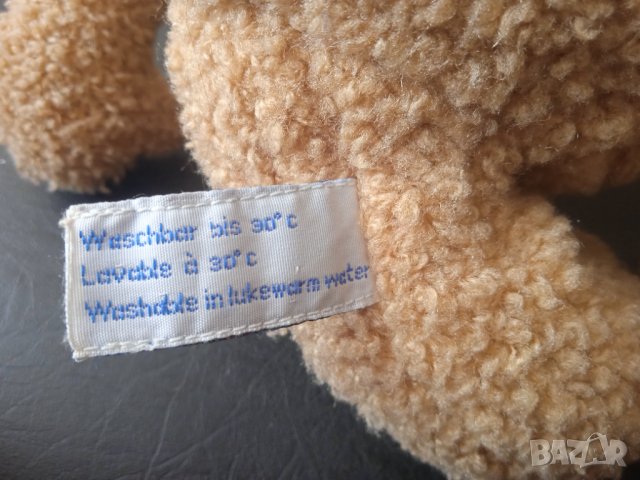 Waschbar bis 30°C
Lavable à 30°C
Washable in lukewarm water
BAZAR